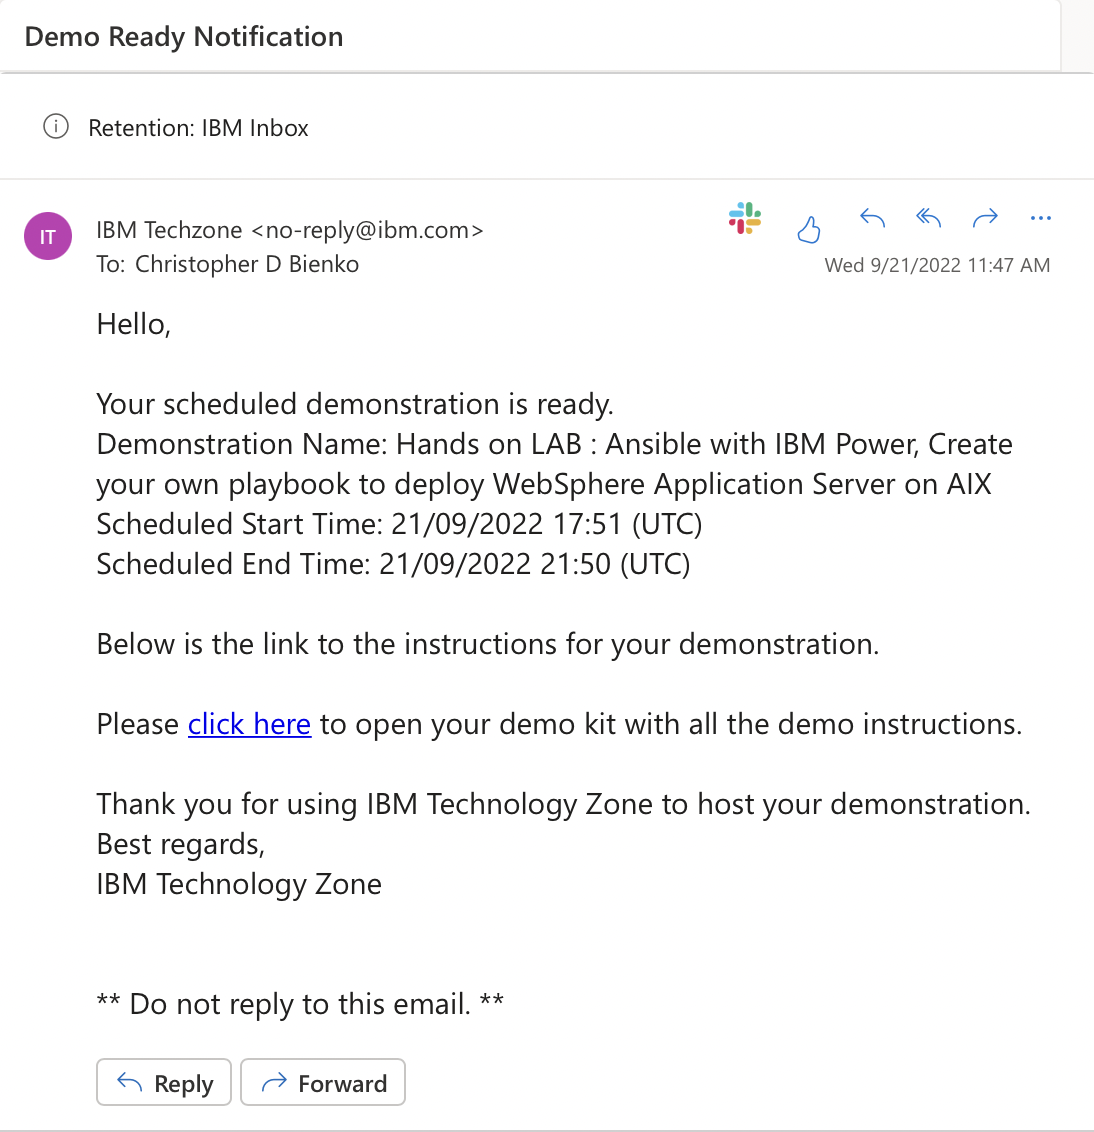 Demo Ready Notification
Retention: IBM Inbox
IT
IBM Techzone <no-reply@ibm.com>
To: Christopher D Bienko
Wed 9/21/2022 11:47 AM
Hello,
Your scheduled demonstration is ready.
Demonstration Name: Hands on LAB : Ansible with IBM Power, Create
your own playbook to deploy WebSphere Application Server on AIX
Scheduled Start Time: 21/09/2022 17:51 (UTC)
Scheduled End Time: 21/09/2022 21:50 (UTC)
Below is the link to the instructions for your demonstration.
Please click here to open your demo kit with all the demo instructions.
Thank you for using IBM Technology Zone to host your demonstration.
Best regards,
IBM Technology Zone
** Do not reply to this email. **
Reply Forward